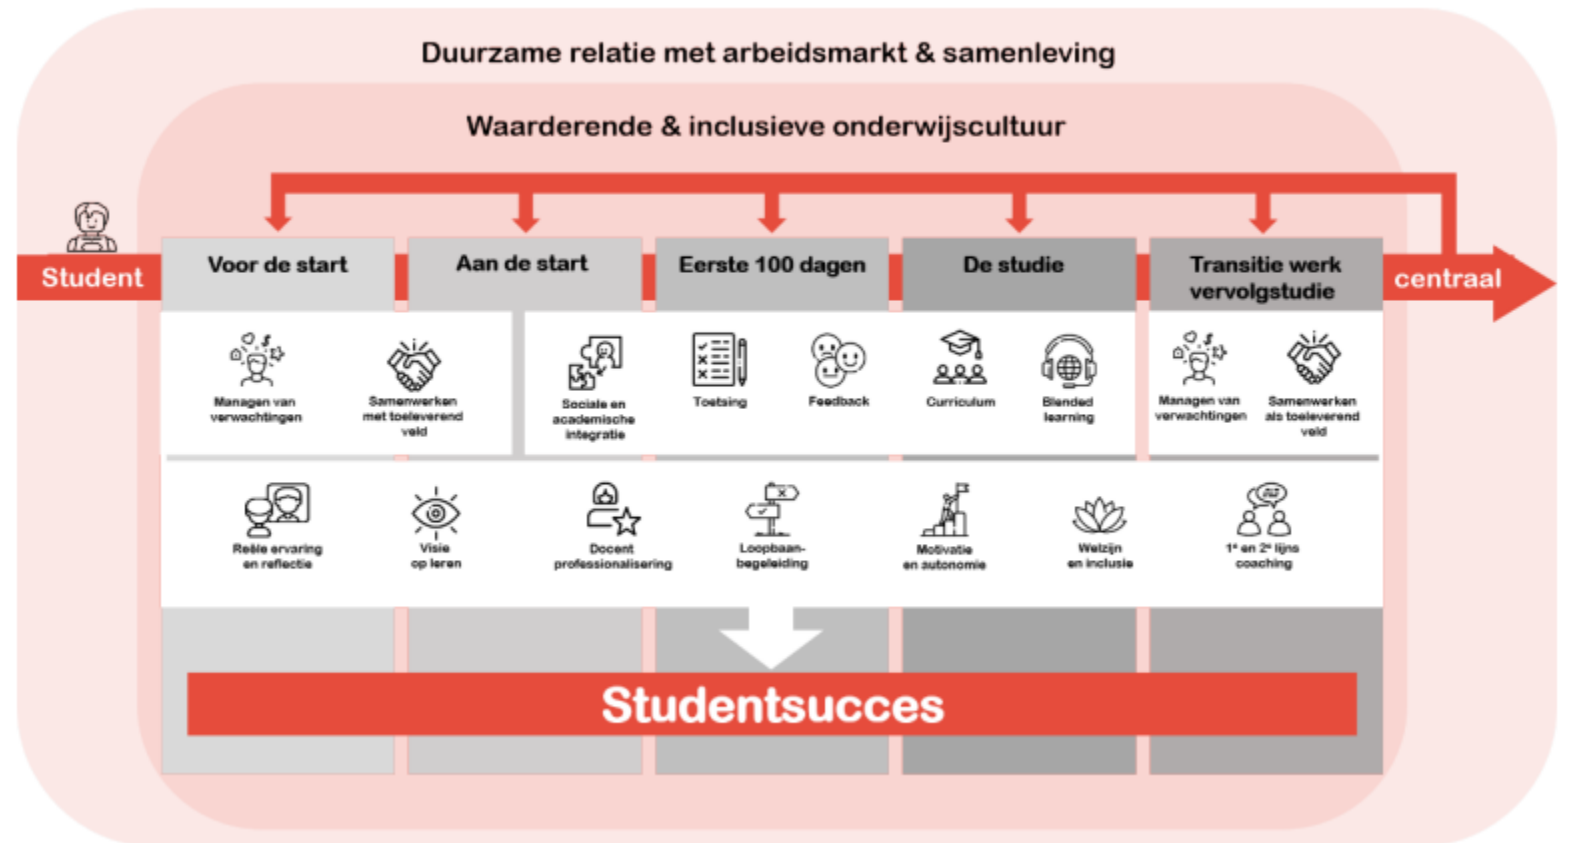 Duurzame relatie met arbeidsmarkt & samenleving
Waarderende & inclusieve onderwijscultuur
Student
Voor de start
Aan de start
Eerste 100 dagen
De studie
Transitie werk
vervolgstudie
centraal
Managen van
verwachtingen
Samenwerken
met toeleverend
veld
Sociale en
academische
integratie
Toetsing
Feedback
Curriculum
Blended
learning
Managen van
verwachtingen
Samenwerken
als toeleverend
veld
Reële ervaring
en reflectie
Visie
op leren
Docent
professionalisering
Loopbaan-
begeleiding
Motivatie
en autonomie
Welzijn
en inclusie
1ᵉ en 2ᵉ lijns
coaching
Studentsucces